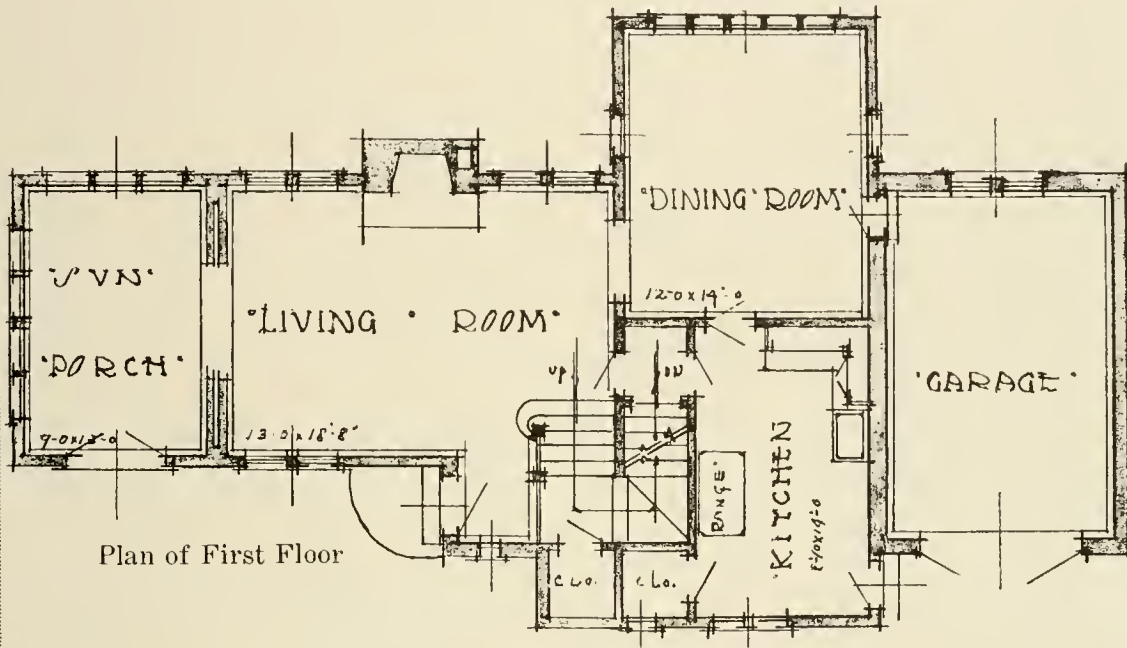 "SVN"
"PORCH"
9-0x13-0
"LIVING ROOM"
13-0x18'-8"
"DINING ROOM"
12-0x14'-0
UP.
DN
"RANGE"
"KITCHEN"
CLO.
CLO.
"GARAGE"
Plan of First Floor